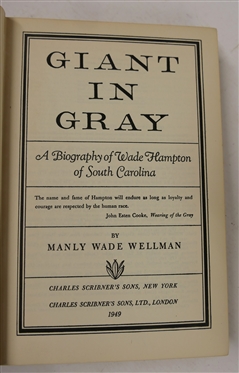 GIANT
IN
GRAY
A Biography of Wade Hampton
of South Carolina
The name and fame of Hampton will endure as long as loyalty and
courage are respected by the human race.
John Esten Cooke, Wearing of the Gray
BY
MANLY WADE WELLMAN
CHARLES SCRIBNER'S SONS, NEW YORK
CHARLES SCRIBNER'S SONS, LTD., LONDON
1949